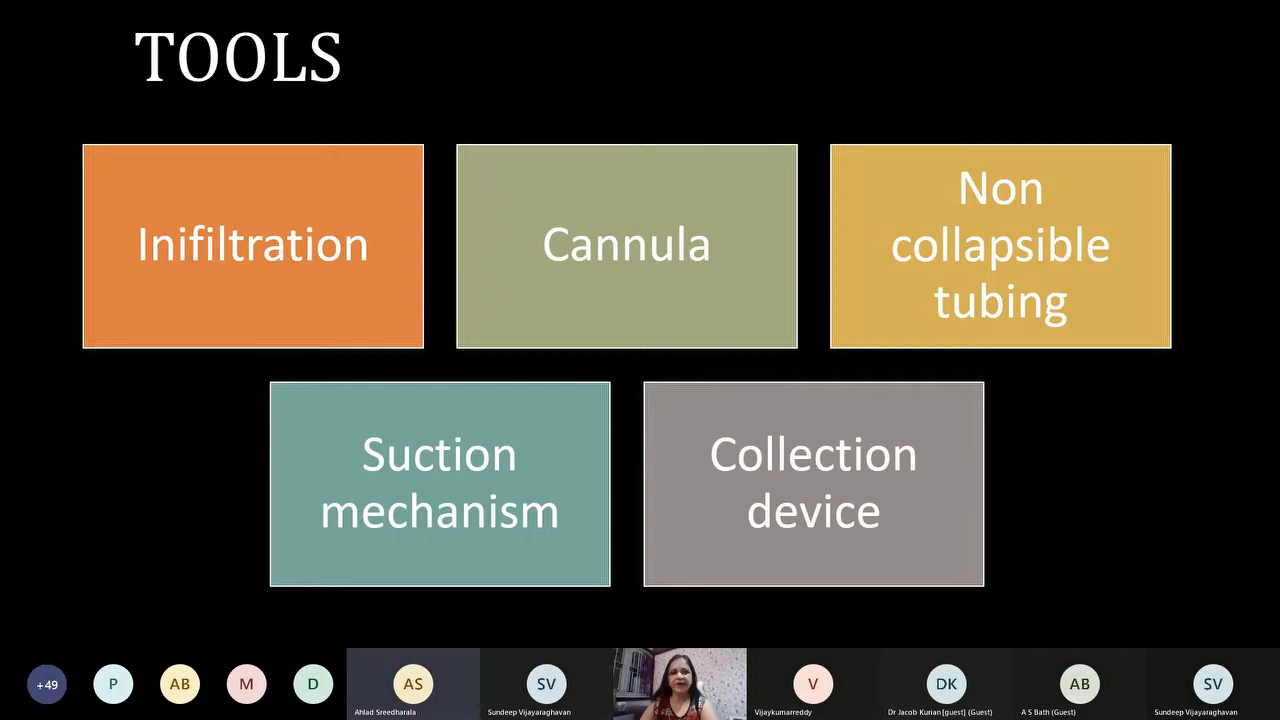 TOOLS
Inifiltration
Cannula
Non
collapsible
tubing
Suction
mechanism
Collection
device
+49
P
AB
M
D
AS
SV
V
DK
AB
SV
Ahlad Sreedharala
Sundeep Vijayaraghavan
Vijaykumarreddy
Dr Jacob Kurian[guest] (Guest)
A S Bath (Guest)
Sundeep Vijayaraghavan